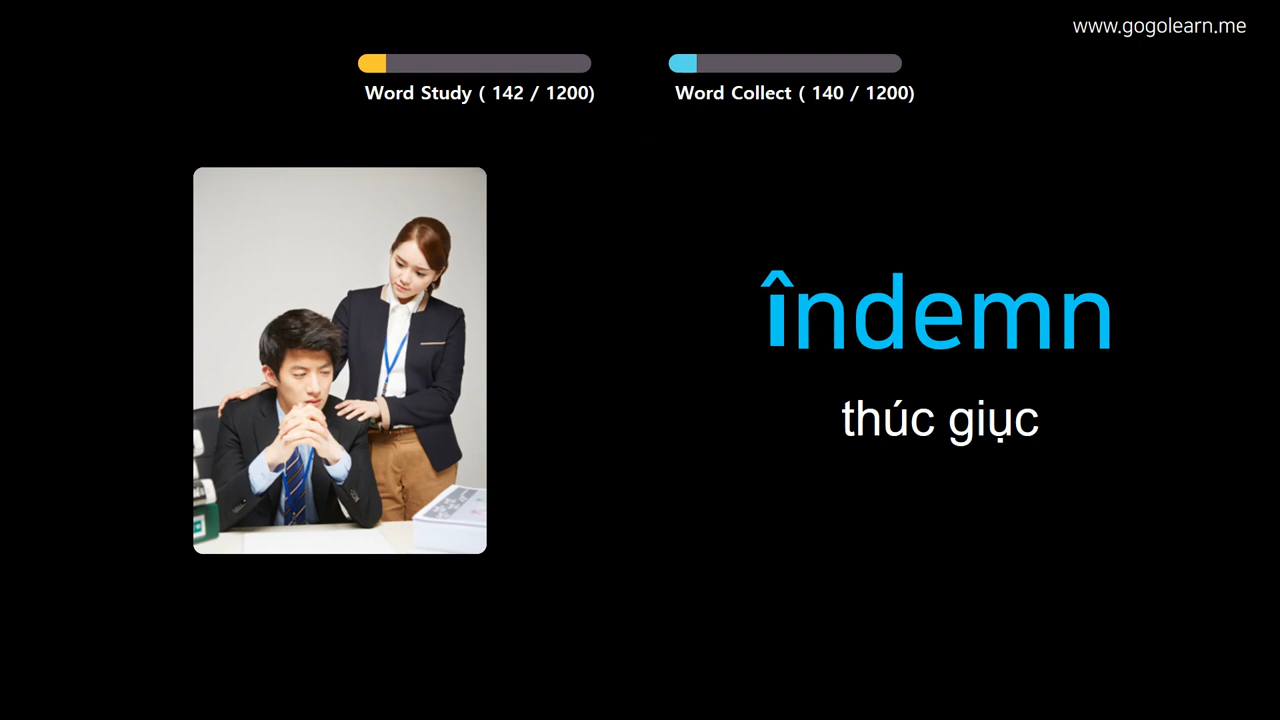 www.gogolearn.me
Word Study ( 142 / 1200)
Word Collect ( 140 / 1200)
îndemn
thúc giục